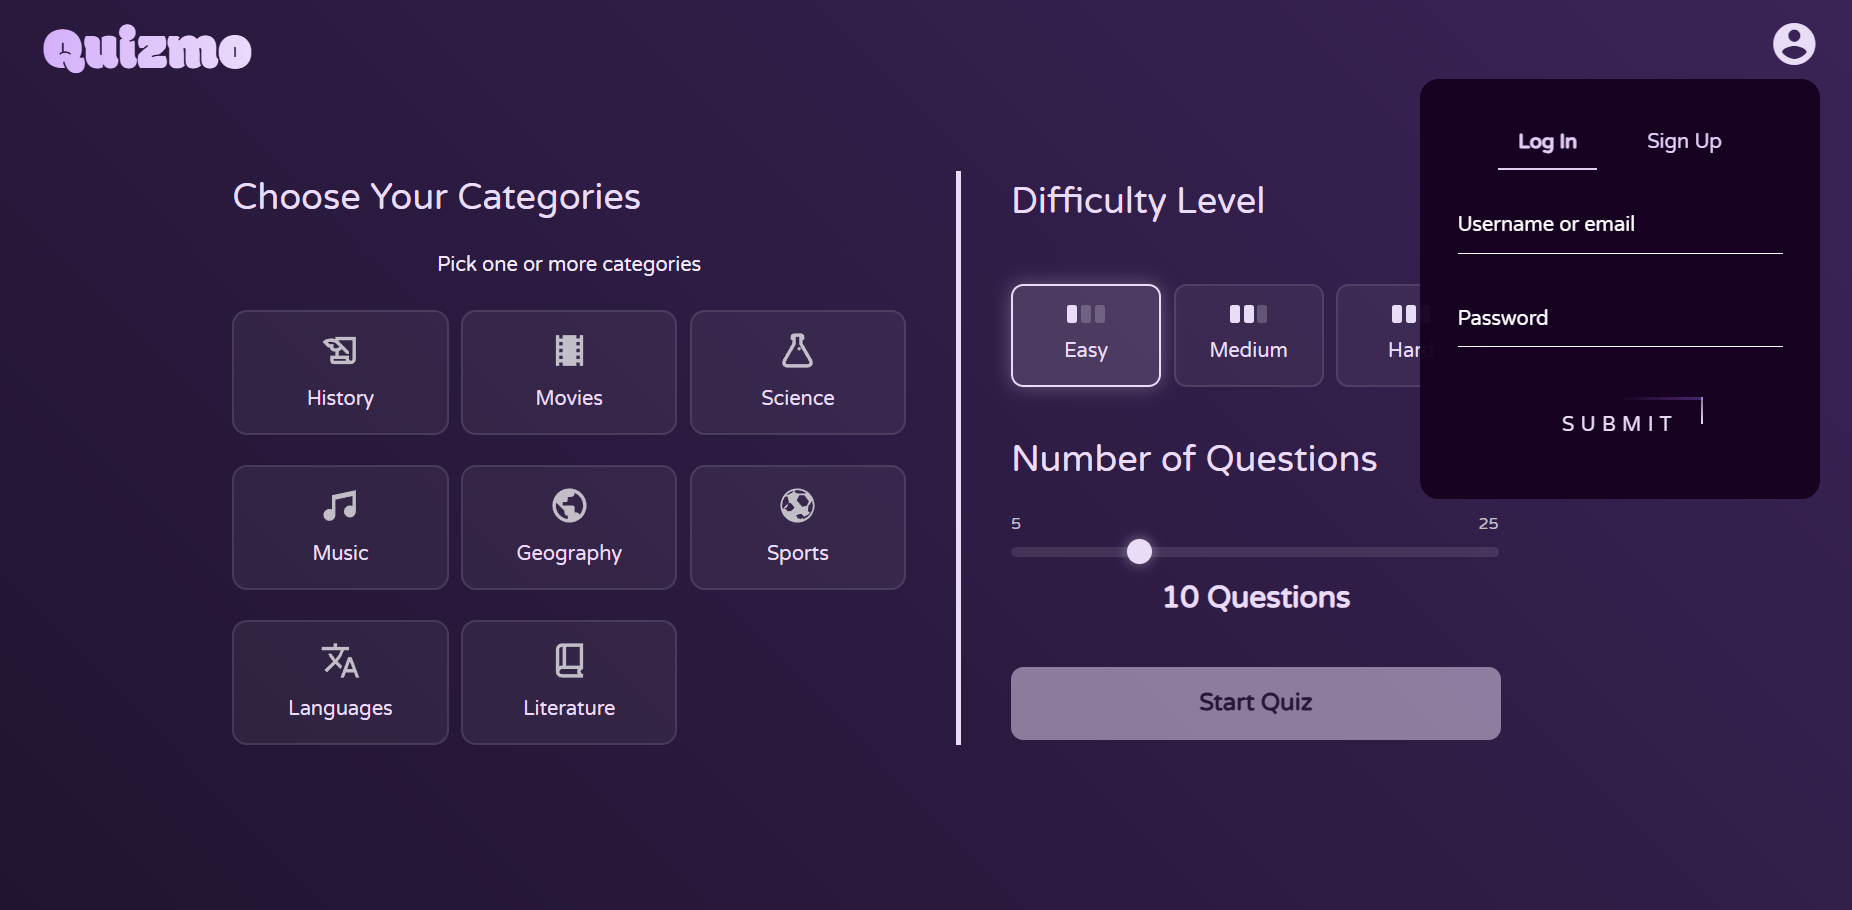 Quizmo
Log In
Sign Up
Username or email
Password
SUBMIT
Choose Your Categories
Pick one or more categories
History
Movies
Science
Music
Geography
Sports
Languages
Literature
Difficulty Level
Easy
Medium
Hard
Number of Questions
5
25
10 Questions
Start Quiz